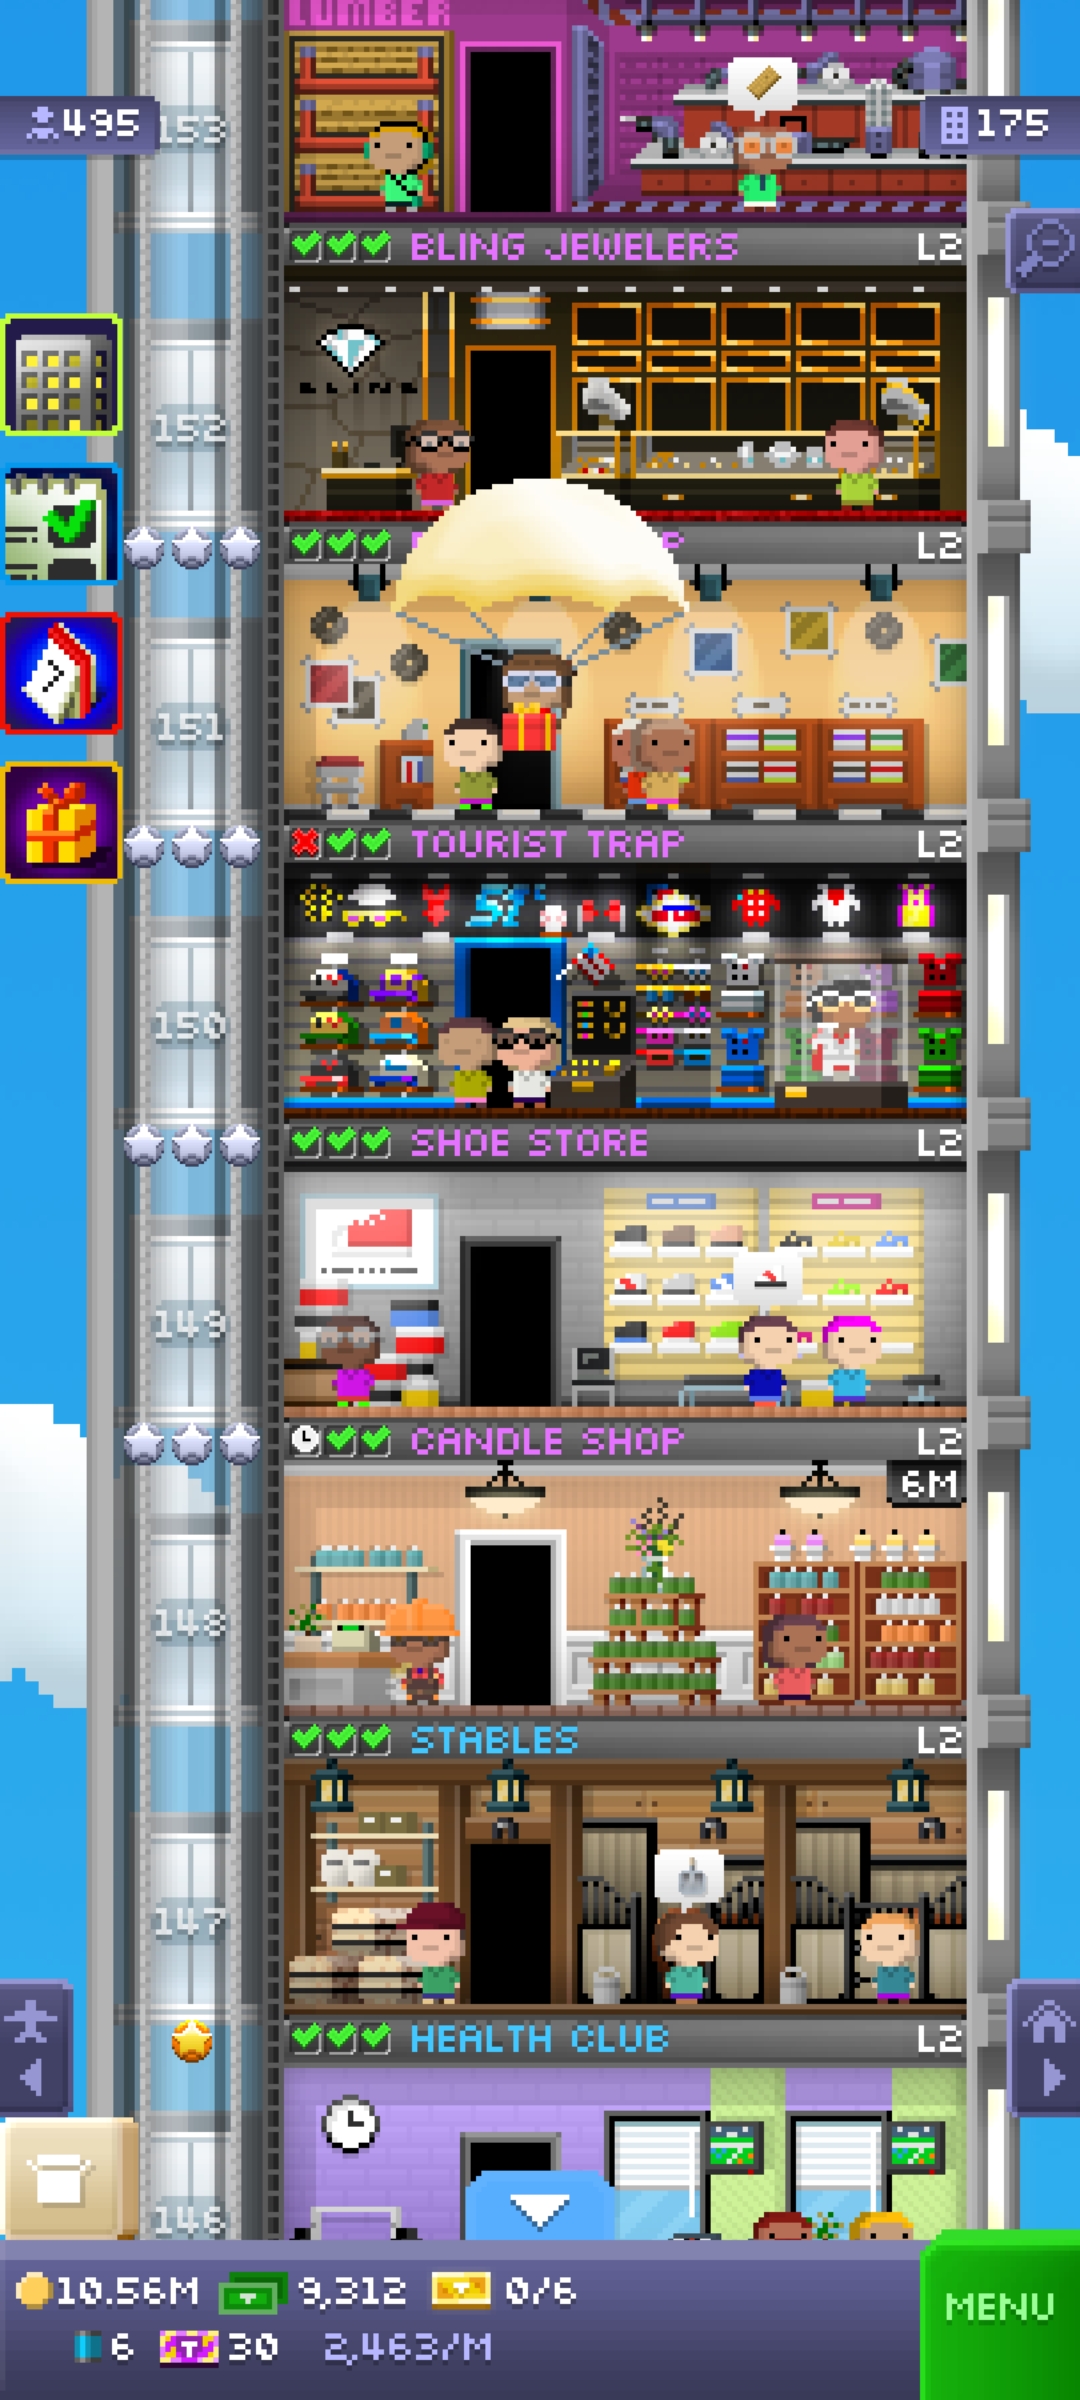 LUMBER
495
153
175
BLING JEWELERS L2
BLING
152
L2
151
TOURIST TRAP L2
150
SHOE STORE L2
149
CANDLE SHOP L2
6M
148
STABLES L2
147
HEALTH CLUB L2
146
10.56M 9,312 0/6
6 30 2,463/M
MENU